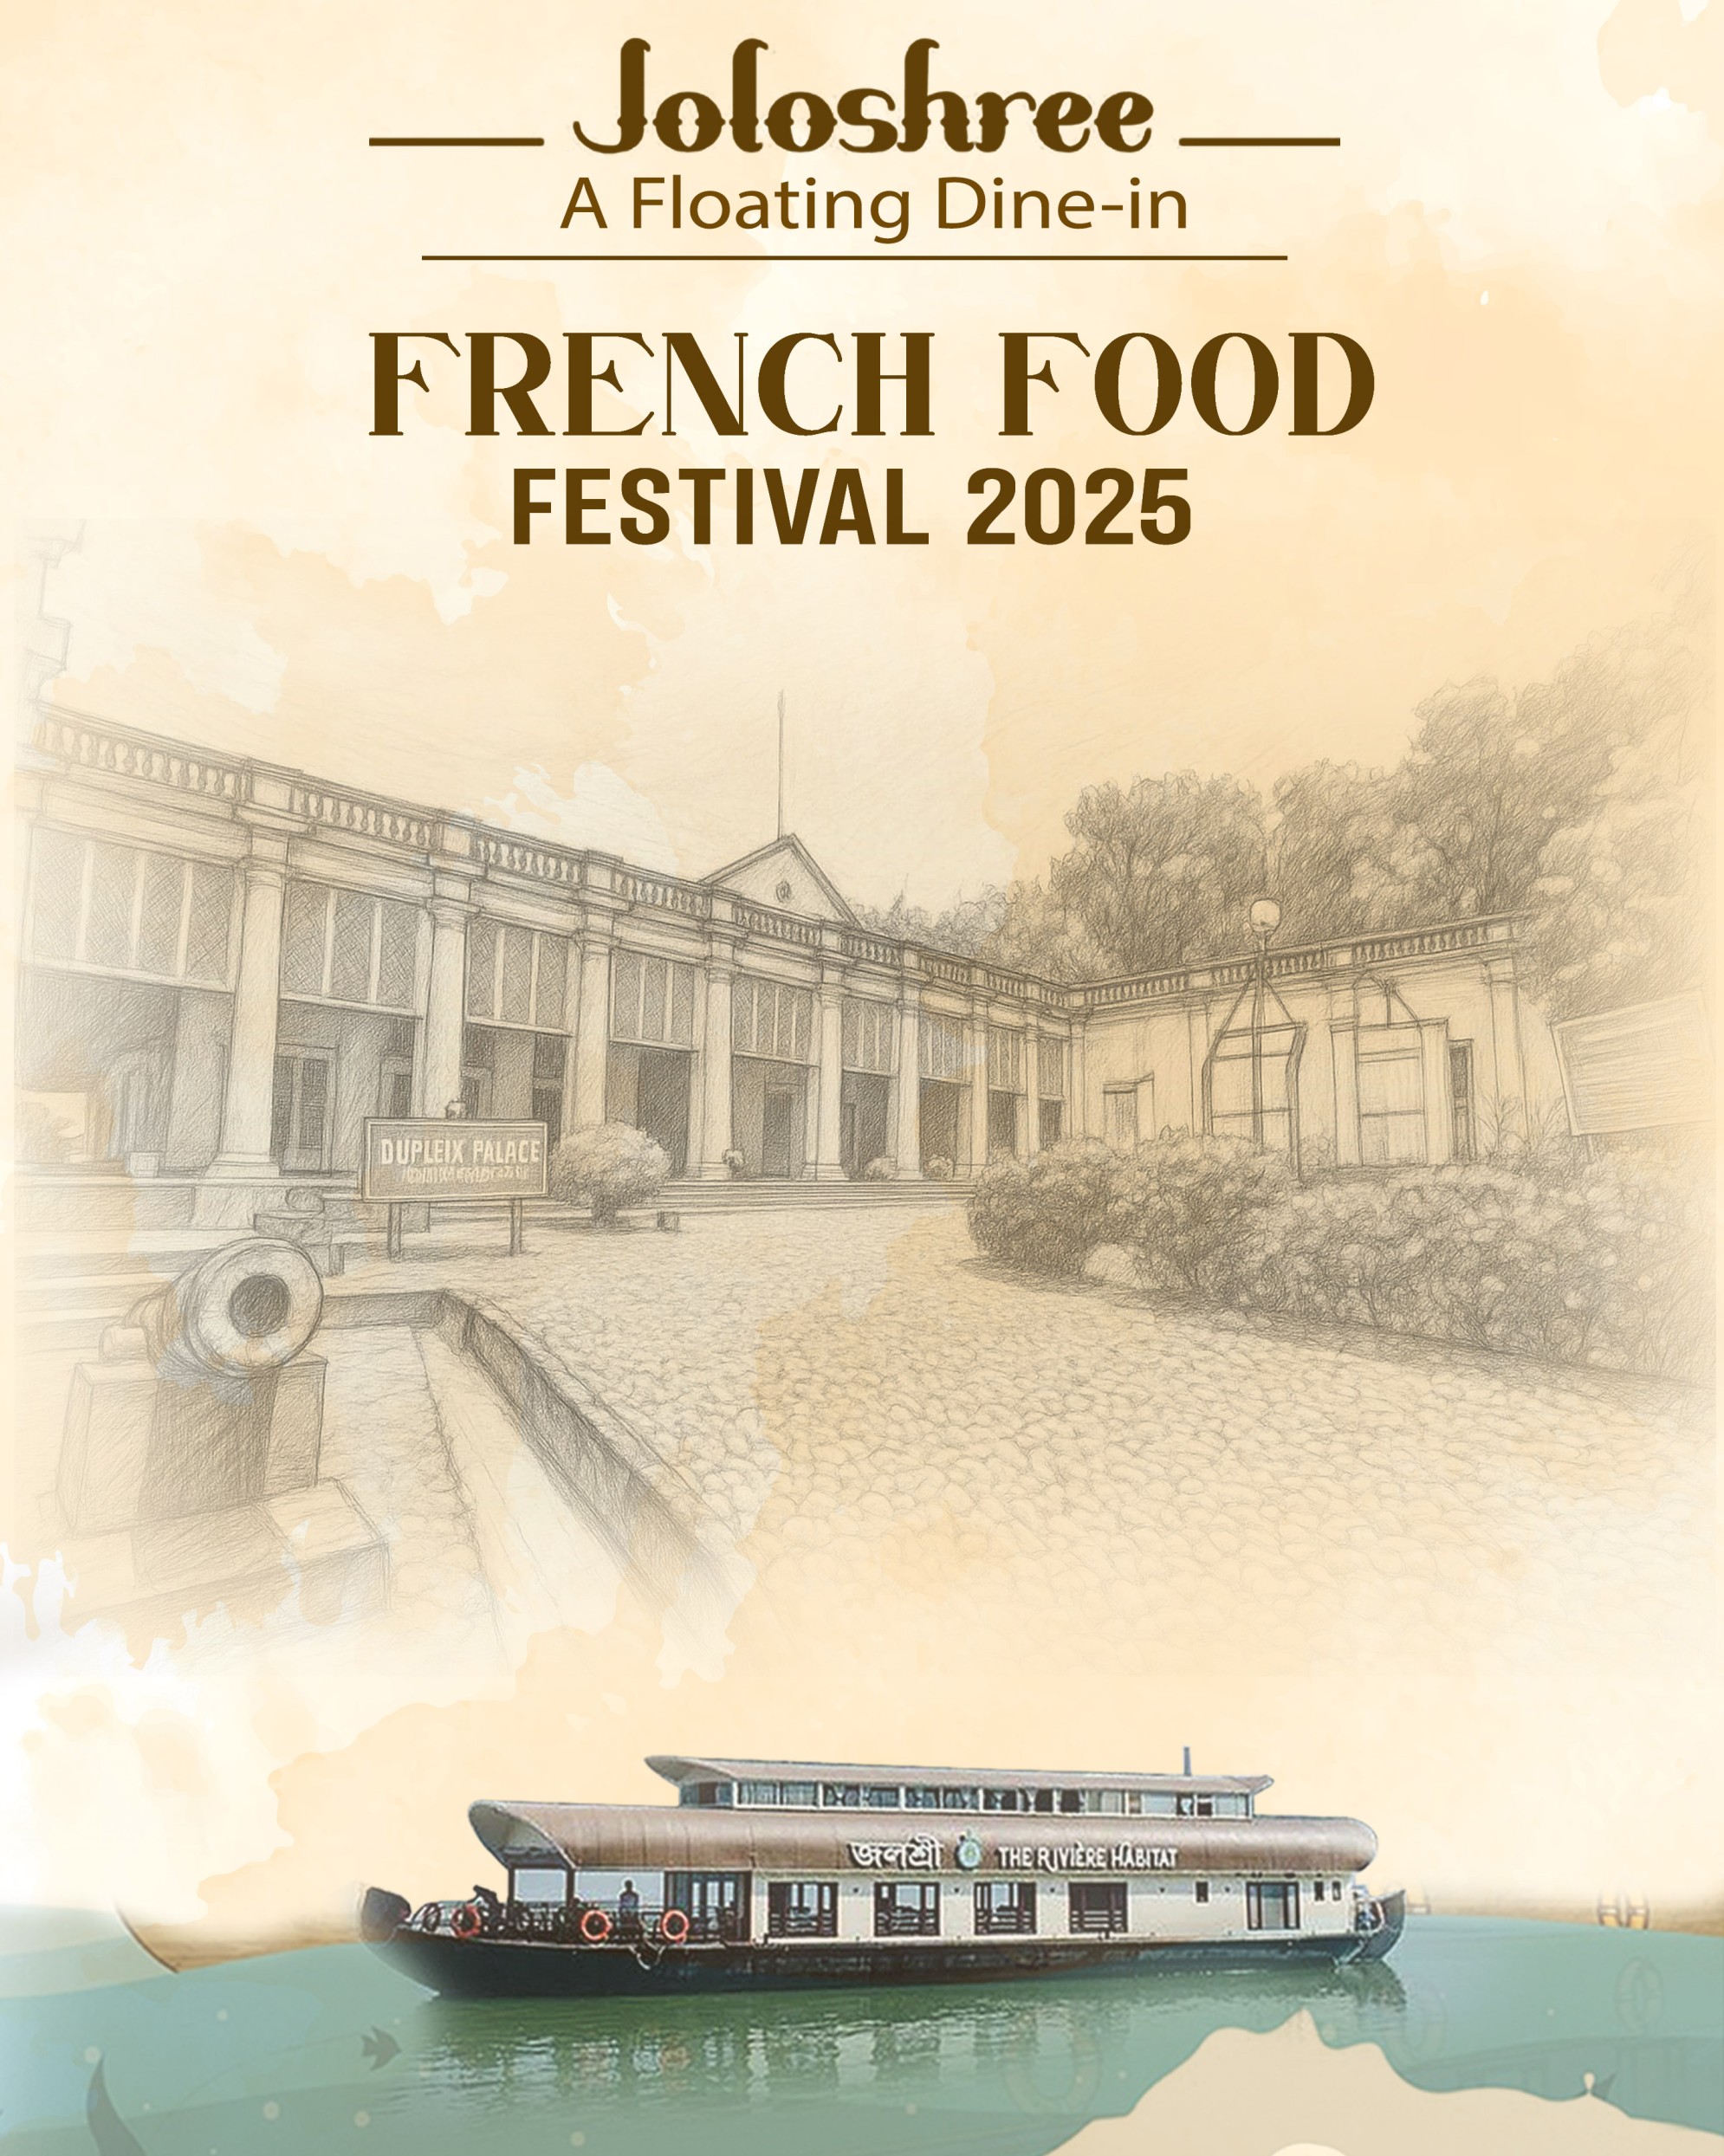 Joloshree
A Floating Dine-in
FRENCH FOOD
FESTIVAL 2025
DUPLEIX PALACE
জলশ্রী THE RIVIÈRE HABITAT